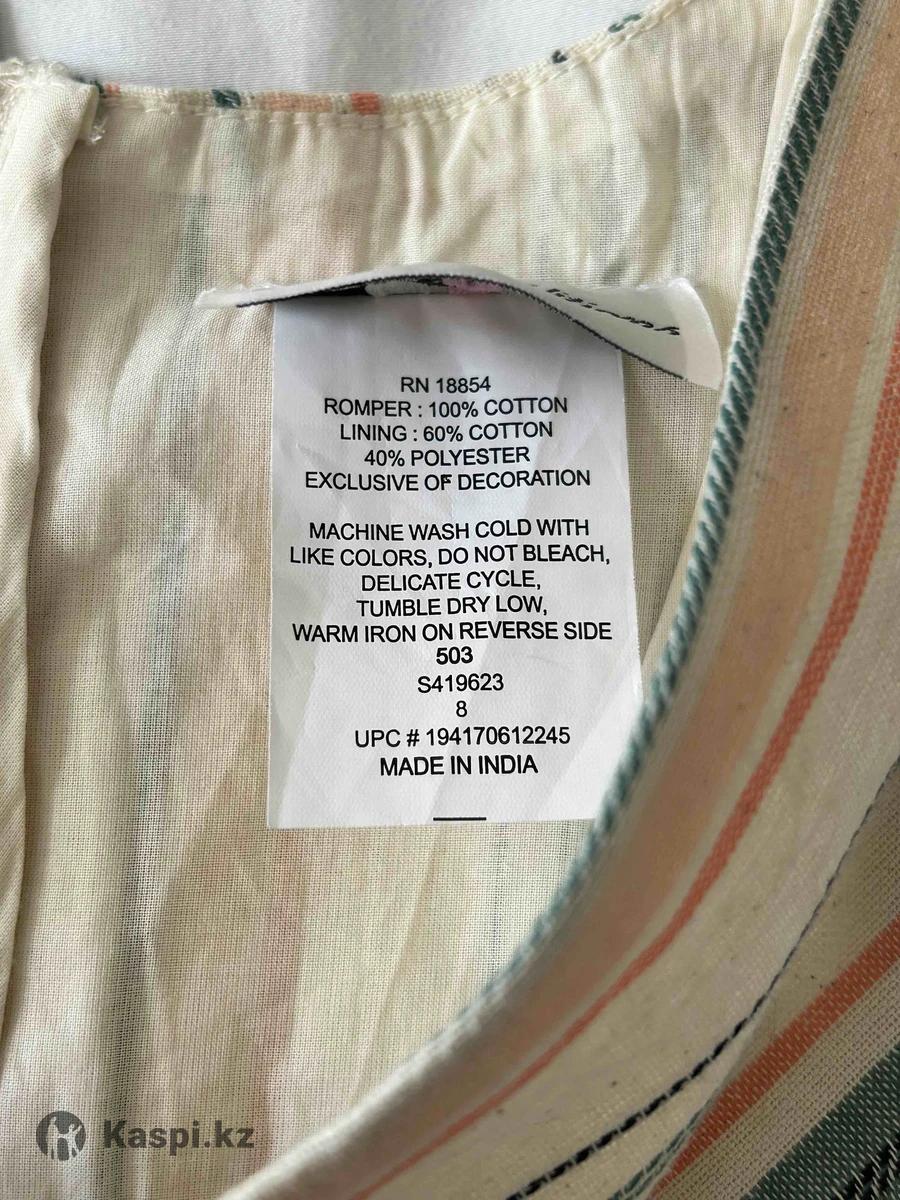 RN 18854
ROMPER : 100% COTTON
LINING : 60% COTTON
40% POLYESTER
EXCLUSIVE OF DECORATION
MACHINE WASH COLD WITH
LIKE COLORS, DO NOT BLEACH,
DELICATE CYCLE,
TUMBLE DRY LOW,
WARM IRON ON REVERSE SIDE
503
S419623
8
UPC # 194170612245
MADE IN INDIA
Kaspi.kz